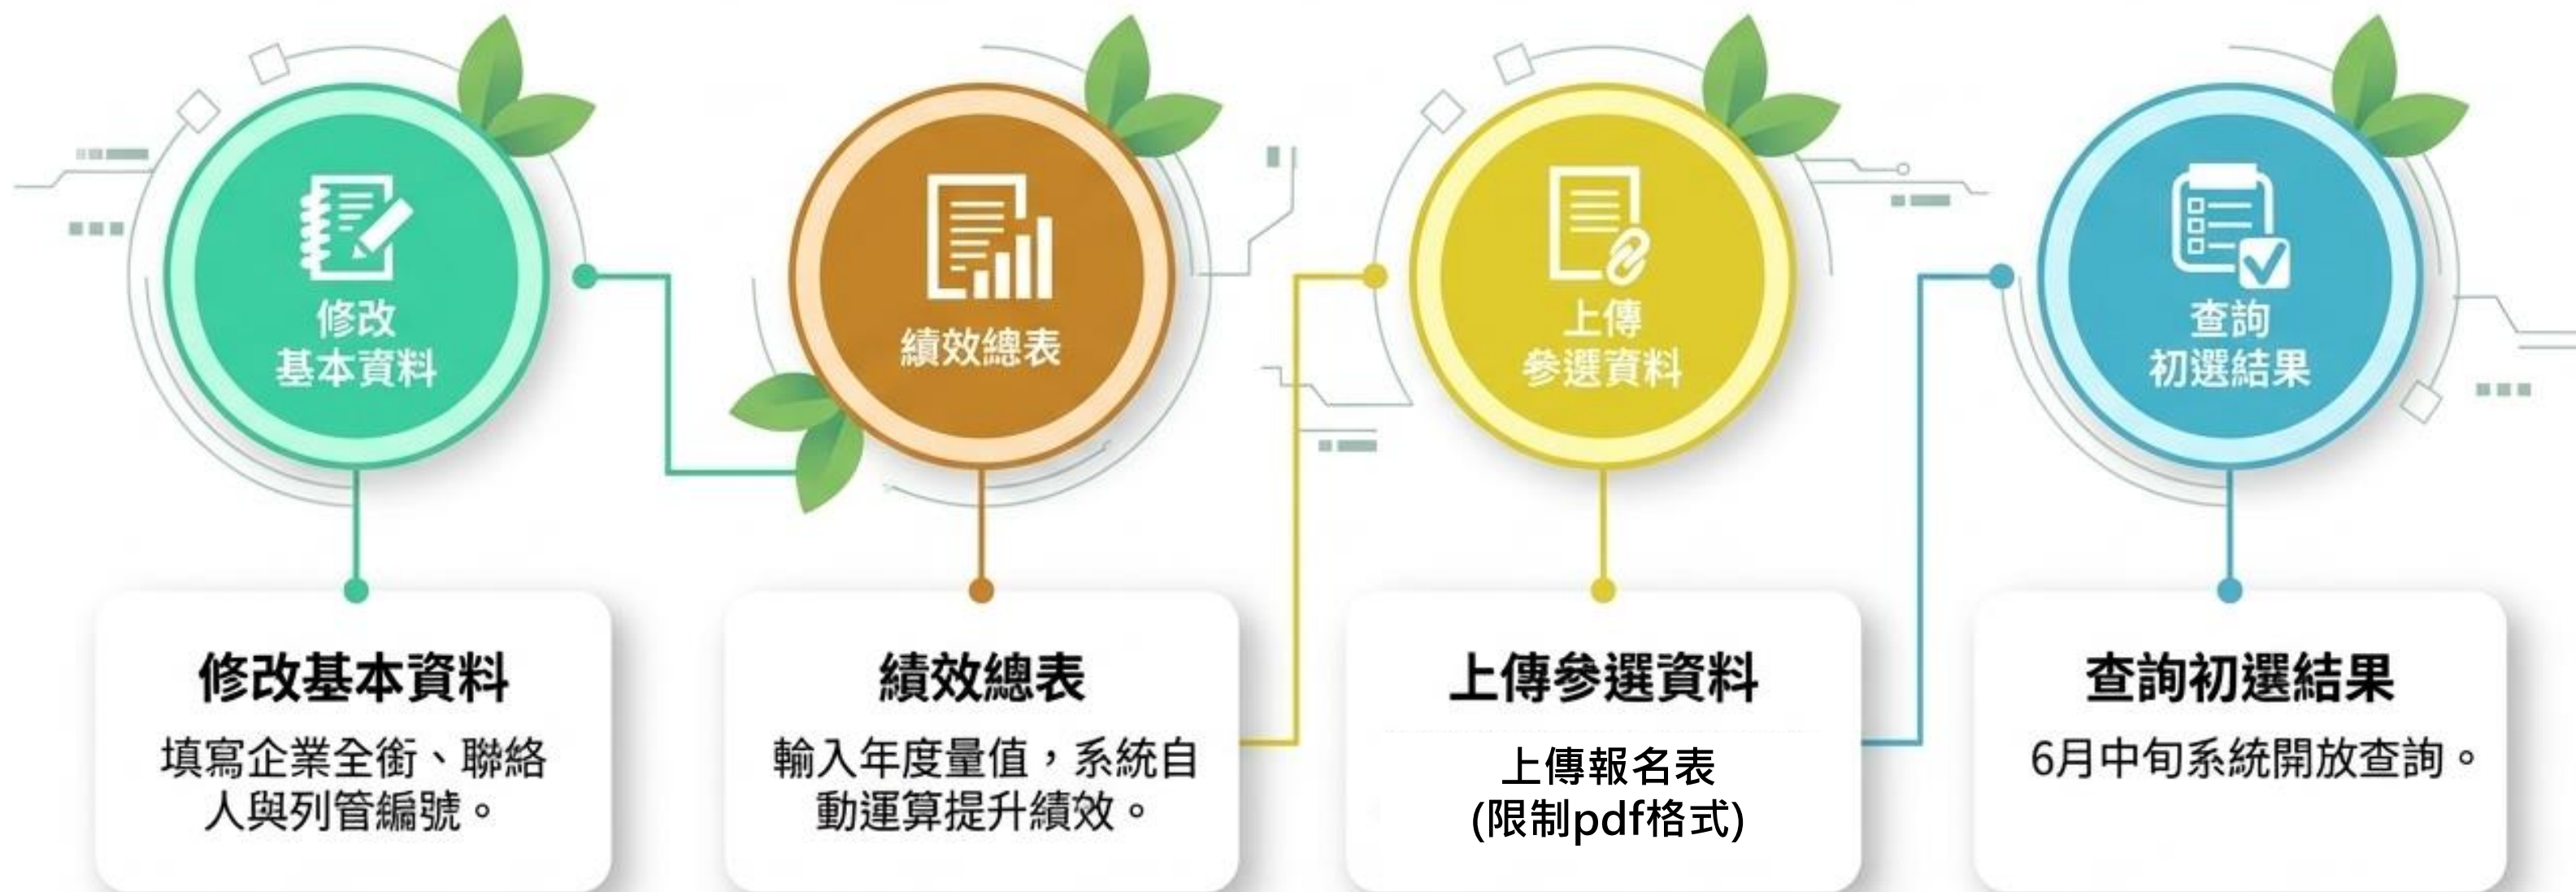 修改
基本資料
績效總表
上傳
參選資料
查詢
初選結果
修改基本資料
填寫企業全銜、聯絡
人與列管編號。
績效總表
輸入年度量值，系統自
動運算提升績效。
上傳參選資料
上傳報名表
(限制pdf格式)
查詢初選結果
6月中旬系統開放查詢。